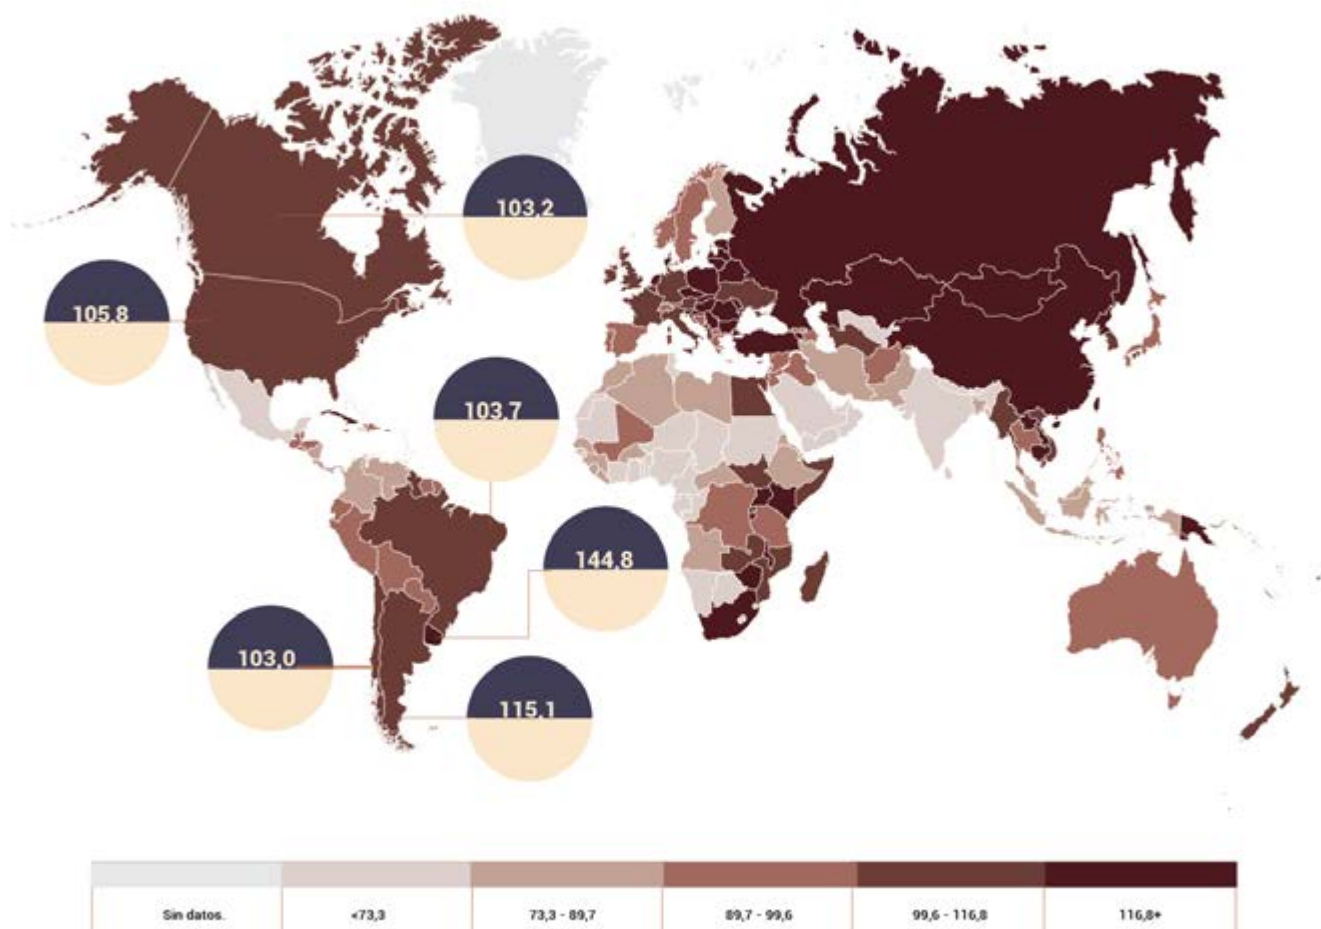 103,2
105,8
103,7
144,8
103,0
115,1
Sin datos.
<73,3
73,3 - 89,7
89,7 - 99,6
99,6 - 116,8
116,8+